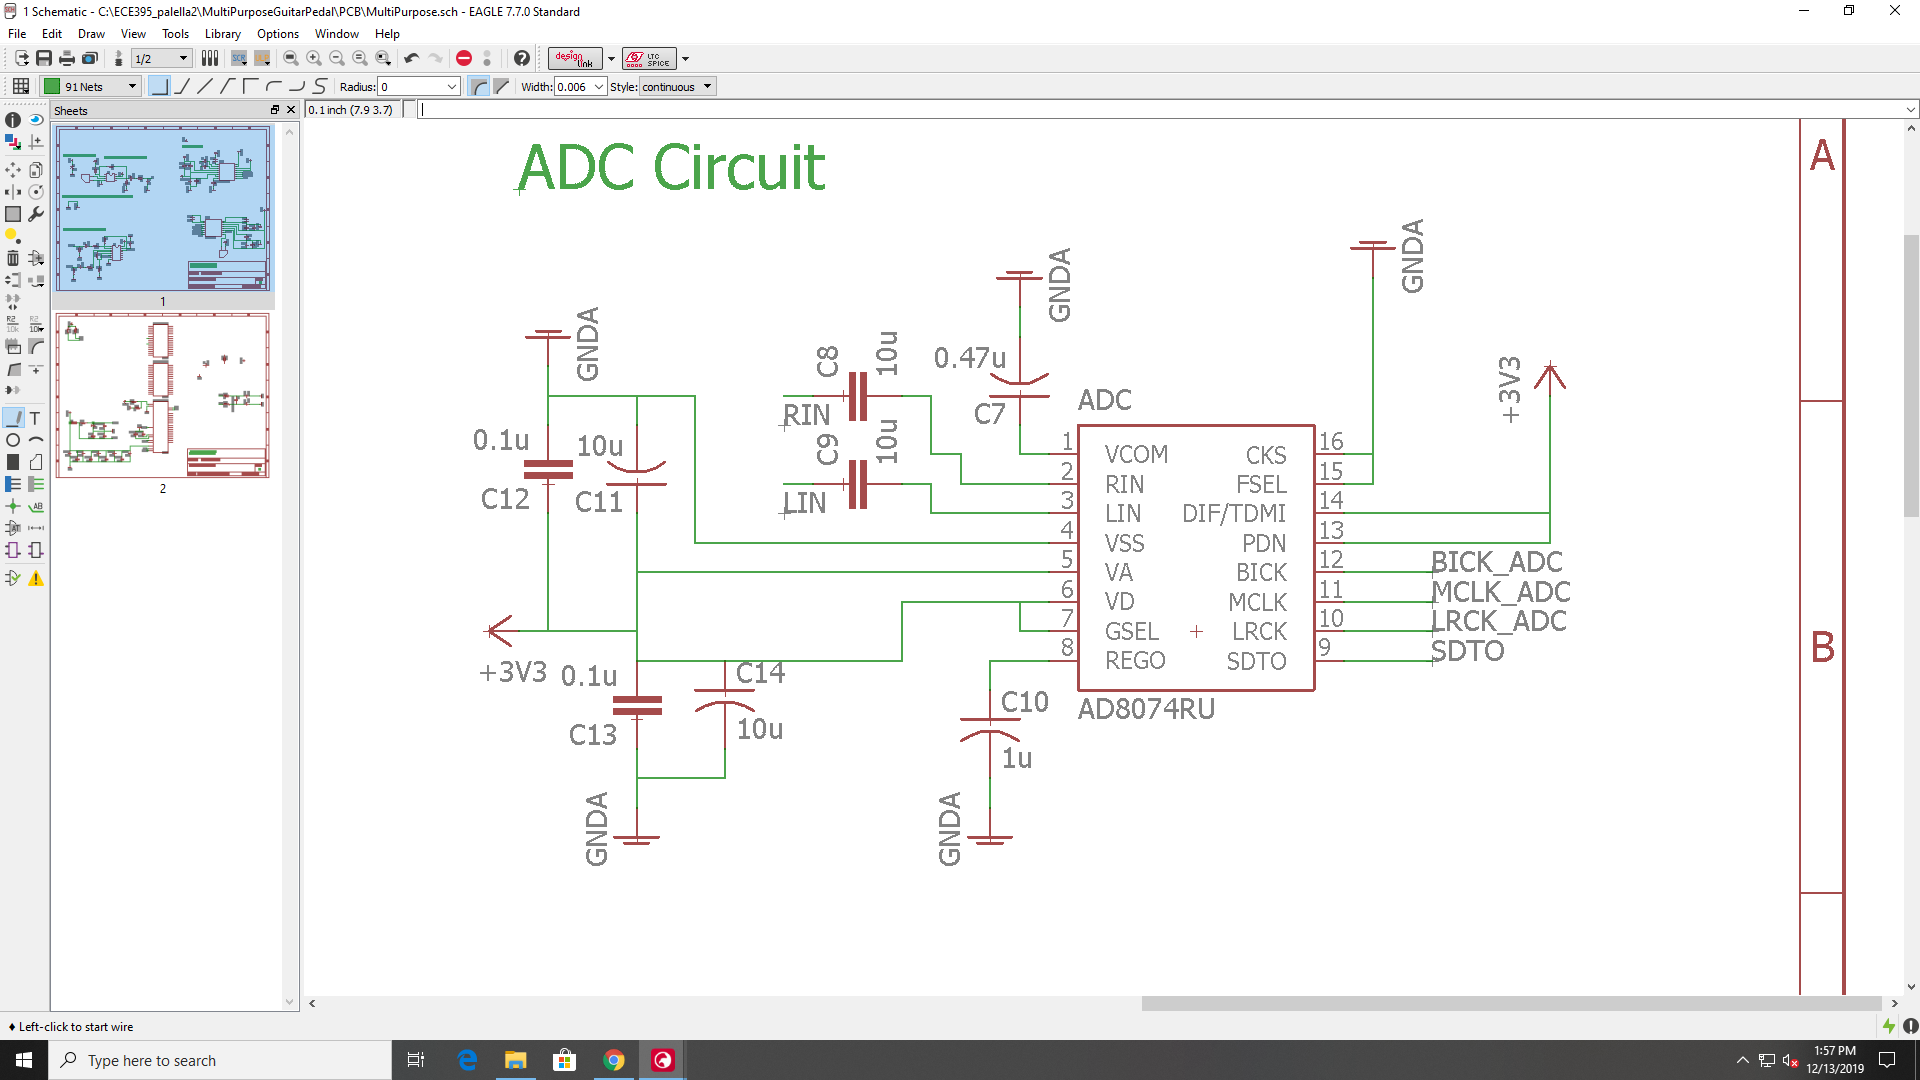 1 Schematic - C:\ECE395_palella2\MultiPurposeGuitarPedal\PCB\MultiPurpose.sch - EAGLE 7.7.0 Standard
File Edit Draw View Tools Library Options Window Help
1/2
design link
LTC SPICE
91 Nets
Radius: 0
Width: 0.006
Style: continuous
Sheets
0.1 inch (7.9 3.7)
1
2
ADC Circuit
A
B
GNDA
GNDA
GNDA
+3V3
0.1u
C12
10u
C11
C8
10u
RIN
C9
10u
LIN
0.47u
C7
ADC
1 VCOM
2 RIN
3 LIN
4 VSS
5 VA
6 VD
7 GSEL
8 REGO
CKS 16
FSEL 15
DIF/TDMI 14
PDN 13
BICK 12
MCLK 11
LRCK 10
SDTO 9
BICK_ADC
MCLK_ADC
LRCK_ADC
SDTO
AD8074RU
+3V3
0.1u
C13
C14
10u
GNDA
C10
1u
GNDA
Left-click to start wire
Type here to search
1:57 PM
12/13/2019